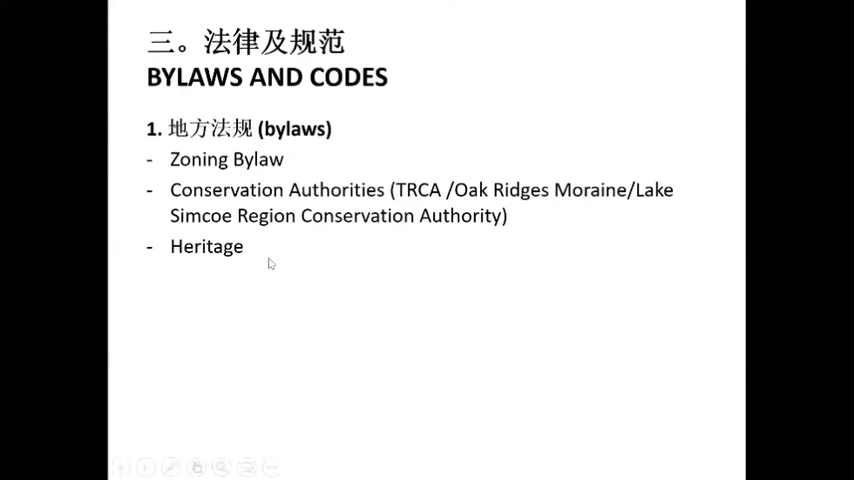 三。法律及规范
BYLAWS AND CODES
1. 地方法规 (bylaws)
- Zoning Bylaw
- Conservation Authorities (TRCA /Oak Ridges Moraine/Lake
Simcoe Region Conservation Authority)
- Heritage